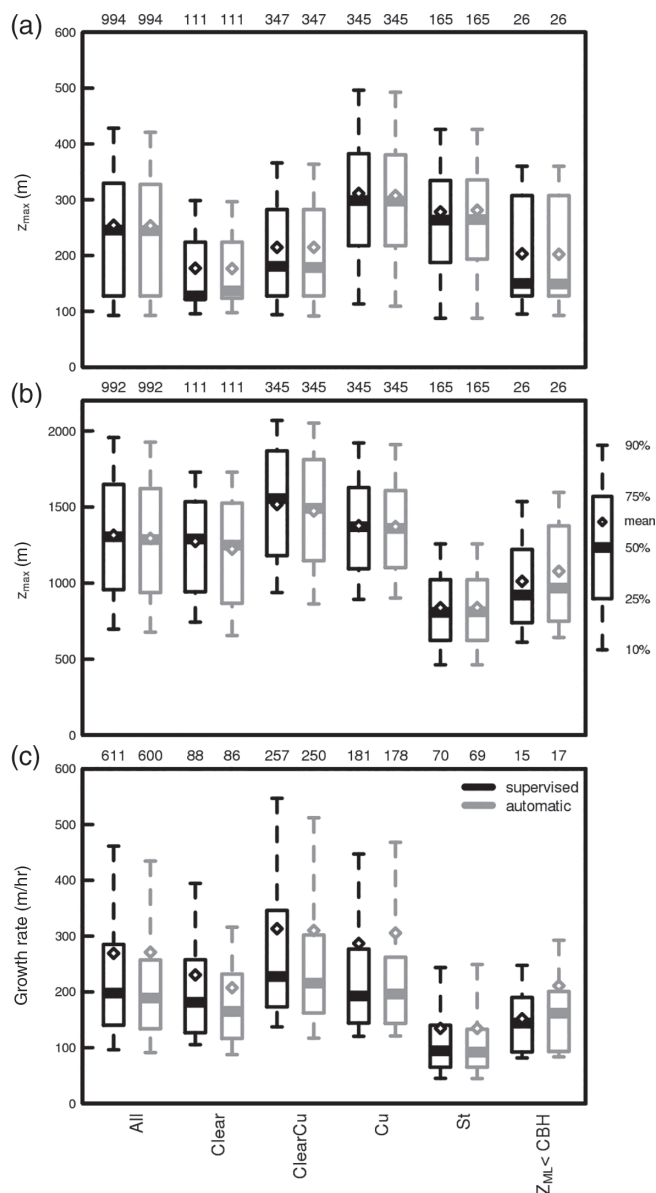 (a)
994 994 111 111 347 347 345 345 165 165 26 26
600
500
400
300
200
100
0
zmax (m)
(b)
992 992 111 111 345 345 345 345 165 165 26 26
2000
1500
1000
500
0
zmax (m)
90%
75%
mean
50%
25%
10%
(c)
611 600 88 86 257 250 181 178 70 69 15 17
600
500
400
300
200
100
0
Growth rate (m/hr)
supervised
automatic
All
Clear
ClearCu
Cu
St
ZML< CBH